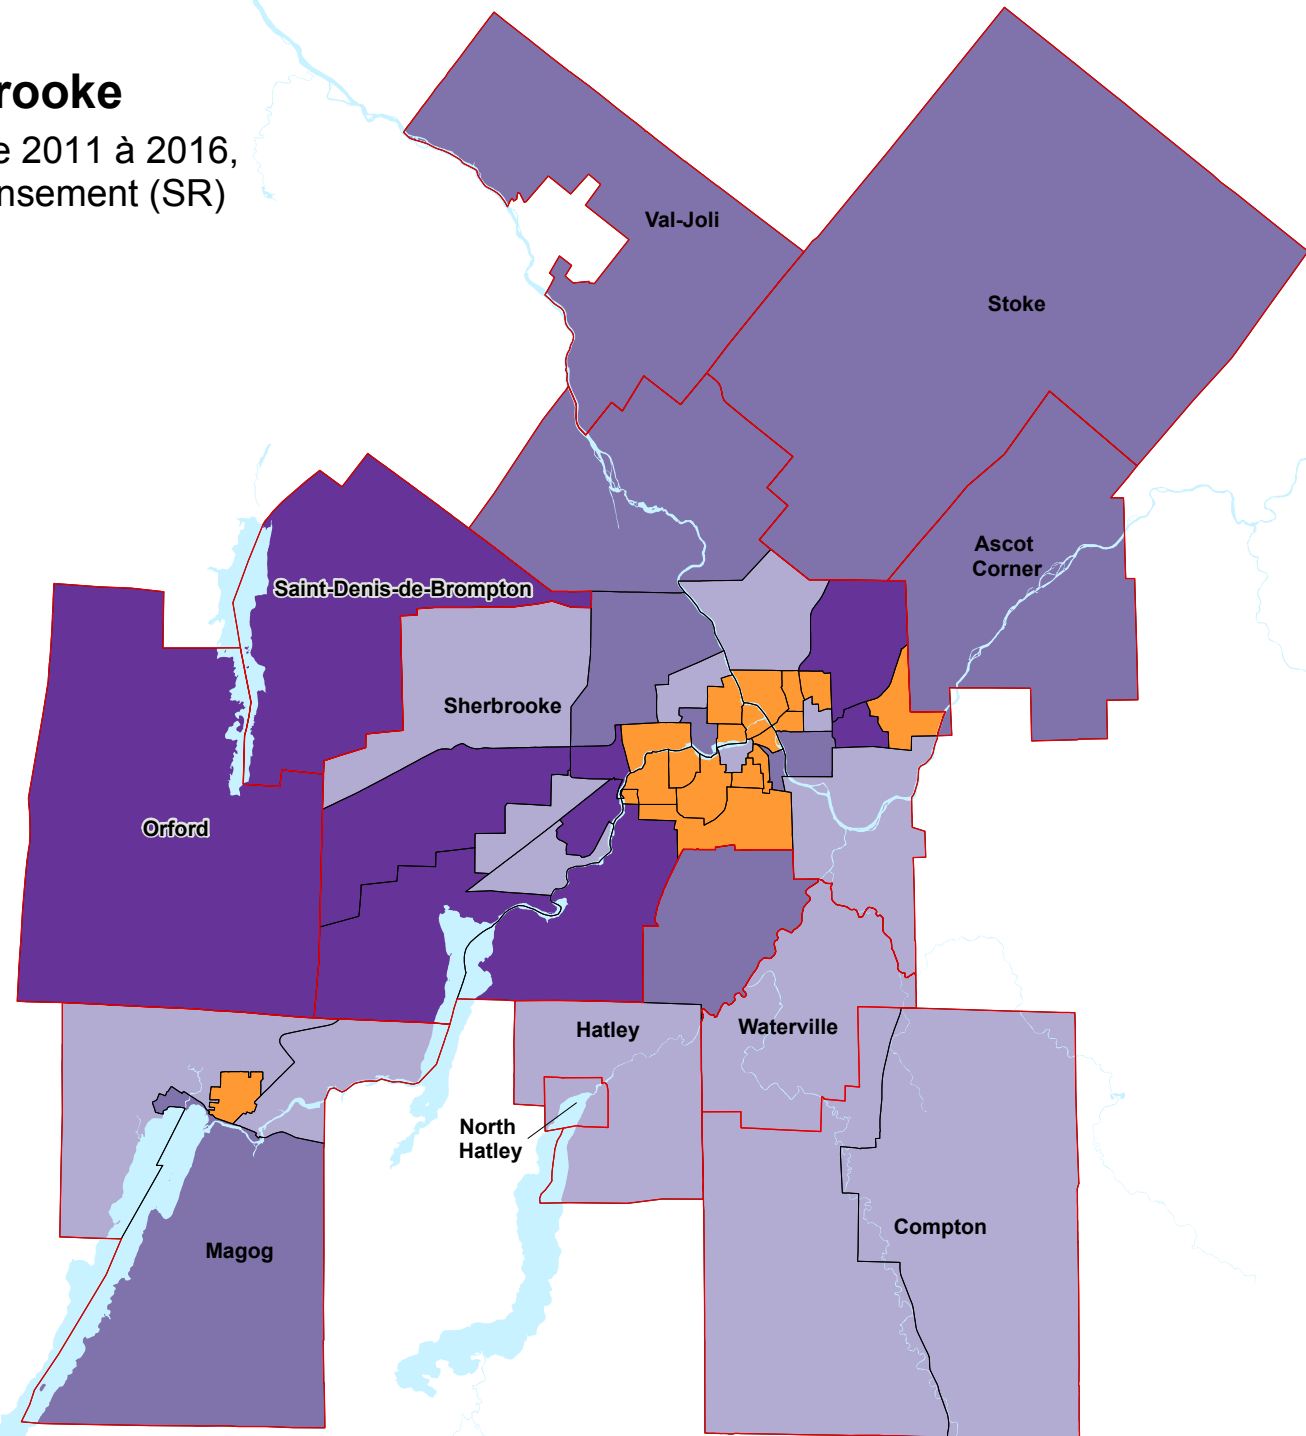 rooke
e 2011 à 2016,
nsement (SR)
Val-Joli
Stoke
Ascot
Corner
Saint-Denis-de-Brompton
Sherbrooke
Orford
Hatley
Waterville
North
Hatley
Compton
Magog